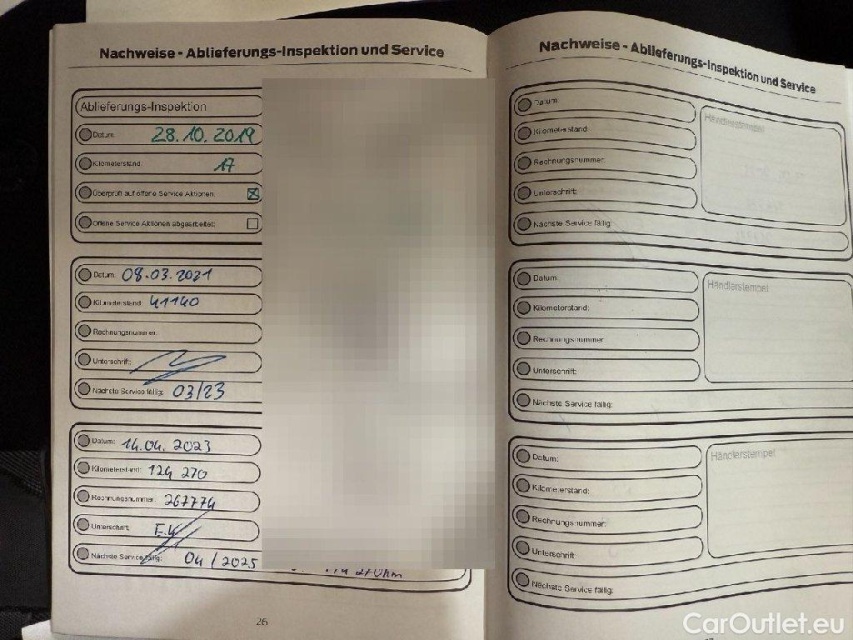 Nachweise - Ablieferungs-Inspektion und Service
Ablieferungs-Inspektion
Datum: 28.10.2019
Kilometerstand: 17
Überprüft auf offene Service Aktionen:
Offene Service Aktionen abgearbeitet:
Datum: 08.03.2021
Kilometerstand: 41140
Rechnungsnummer:
Unterschrift:
Nächste Service fällig: 03/23
Datum: 14.04.2023
Kilometerstand: 124 270
Rechnungsnummer: 267774
Unterschrift:
Nächste Service fällig: 04/2025
26
Nachweise - Ablieferungs-Inspektion und Service
Datum:
Kilometerstand:
Rechnungsnummer:
Unterschrift:
Nächste Service fällig:
Händlerstempel
Datum:
Kilometerstand:
Rechnungsnummer:
Unterschrift:
Nächste Service fällig:
Händlerstempel
Datum:
Kilometerstand:
Rechnungsnummer:
Unterschrift:
Nächste Service fällig:
Händlerstempel
CarOutlet.eu